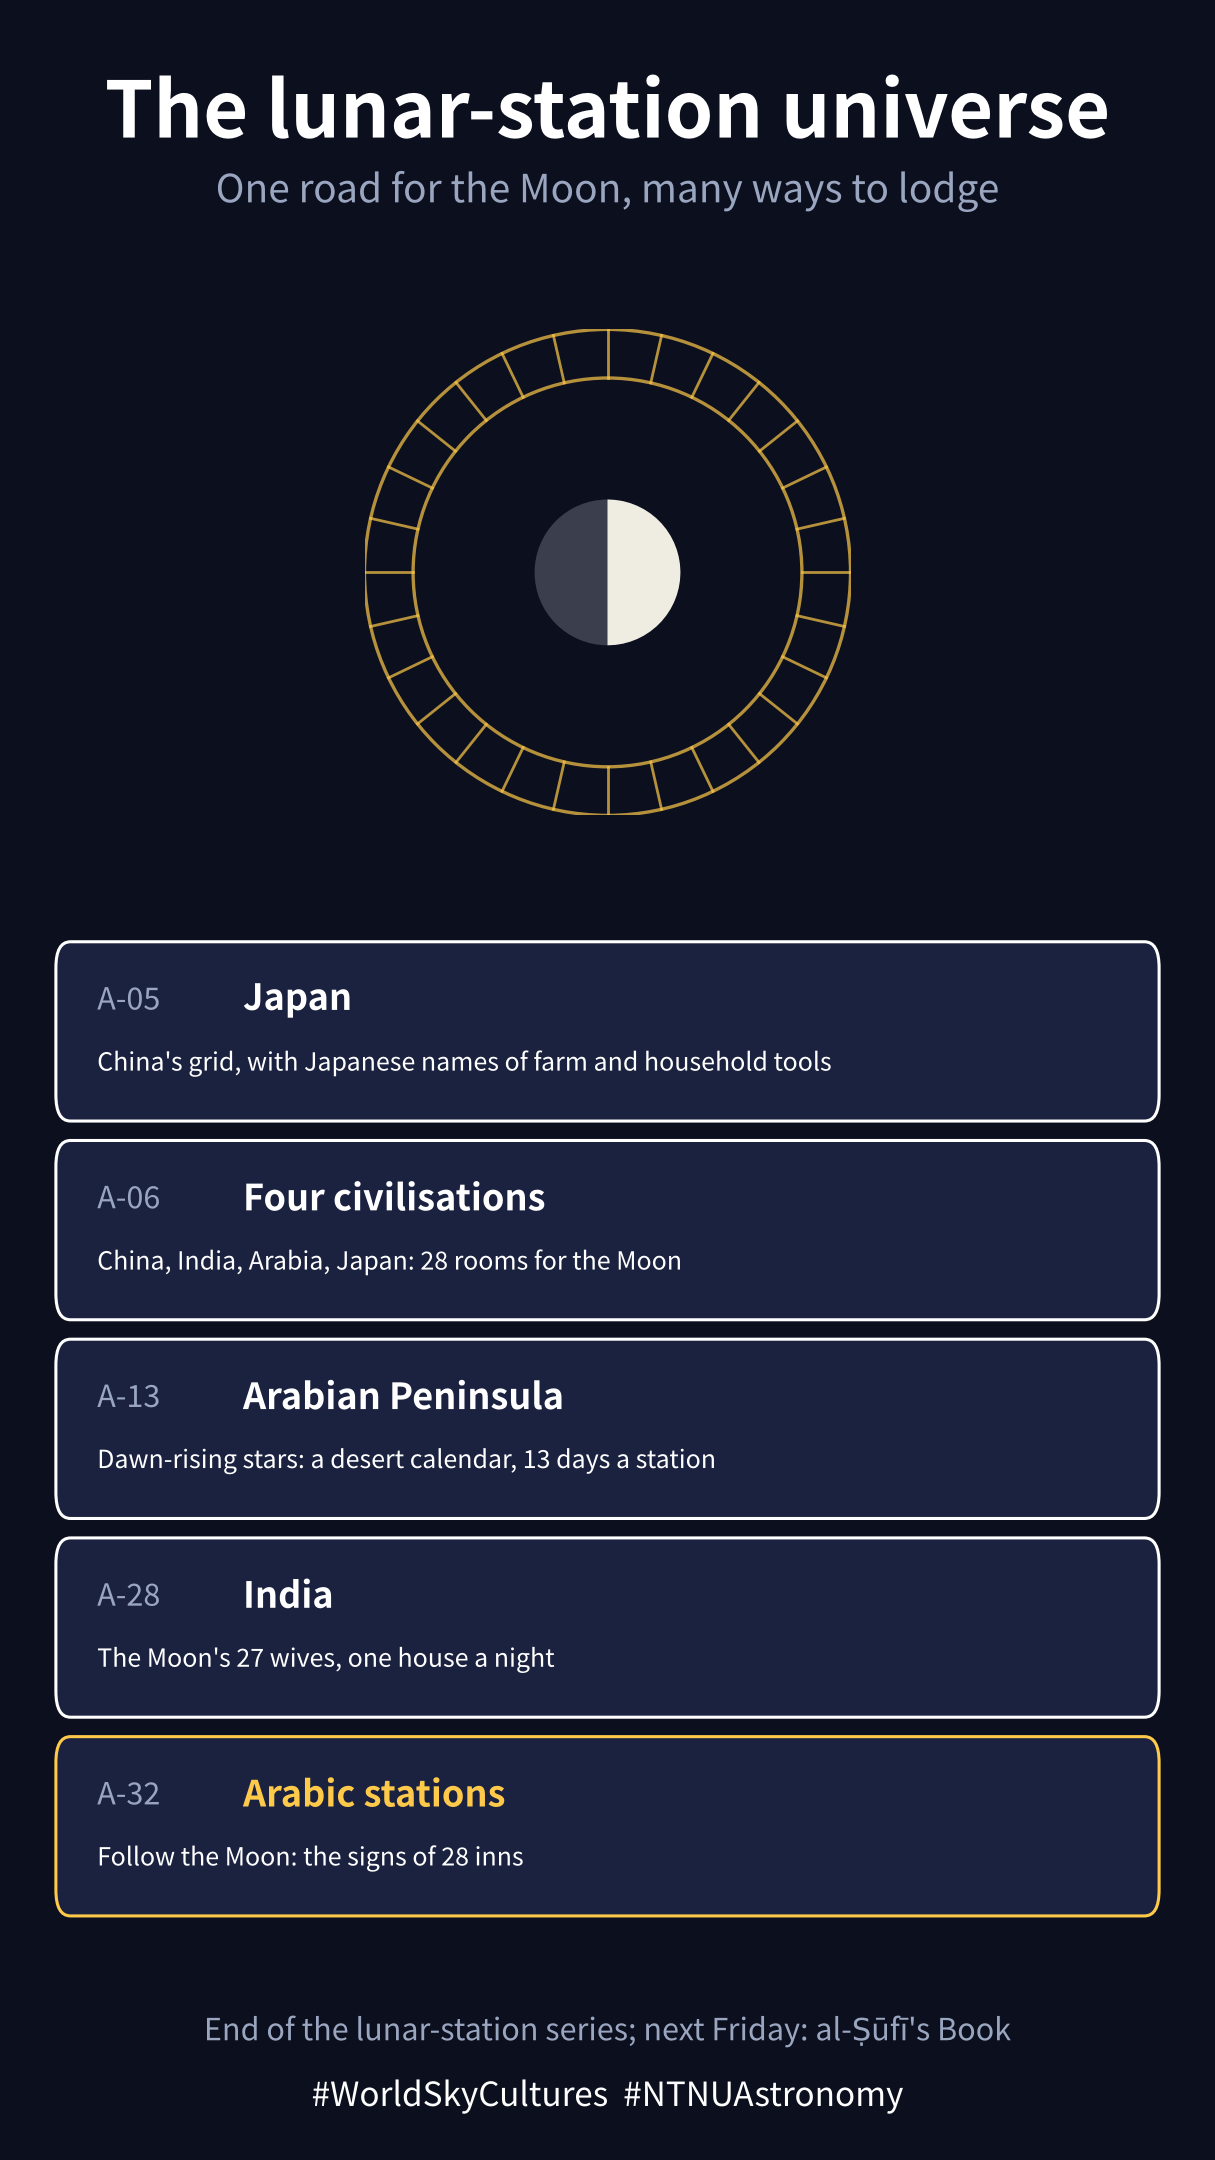 The lunar-station universe
One road for the Moon, many ways to lodge
A-05 Japan
China's grid, with Japanese names of farm and household tools
A-06 Four civilisations
China, India, Arabia, Japan: 28 rooms for the Moon
A-13 Arabian Peninsula
Dawn-rising stars: a desert calendar, 13 days a station
A-28 India
The Moon's 27 wives, one house a night
A-32 Arabic stations
Follow the Moon: the signs of 28 inns
End of the lunar-station series; next Friday: al-Ṣūfī's Book
#WorldSkyCultures #NTNUAstronomy